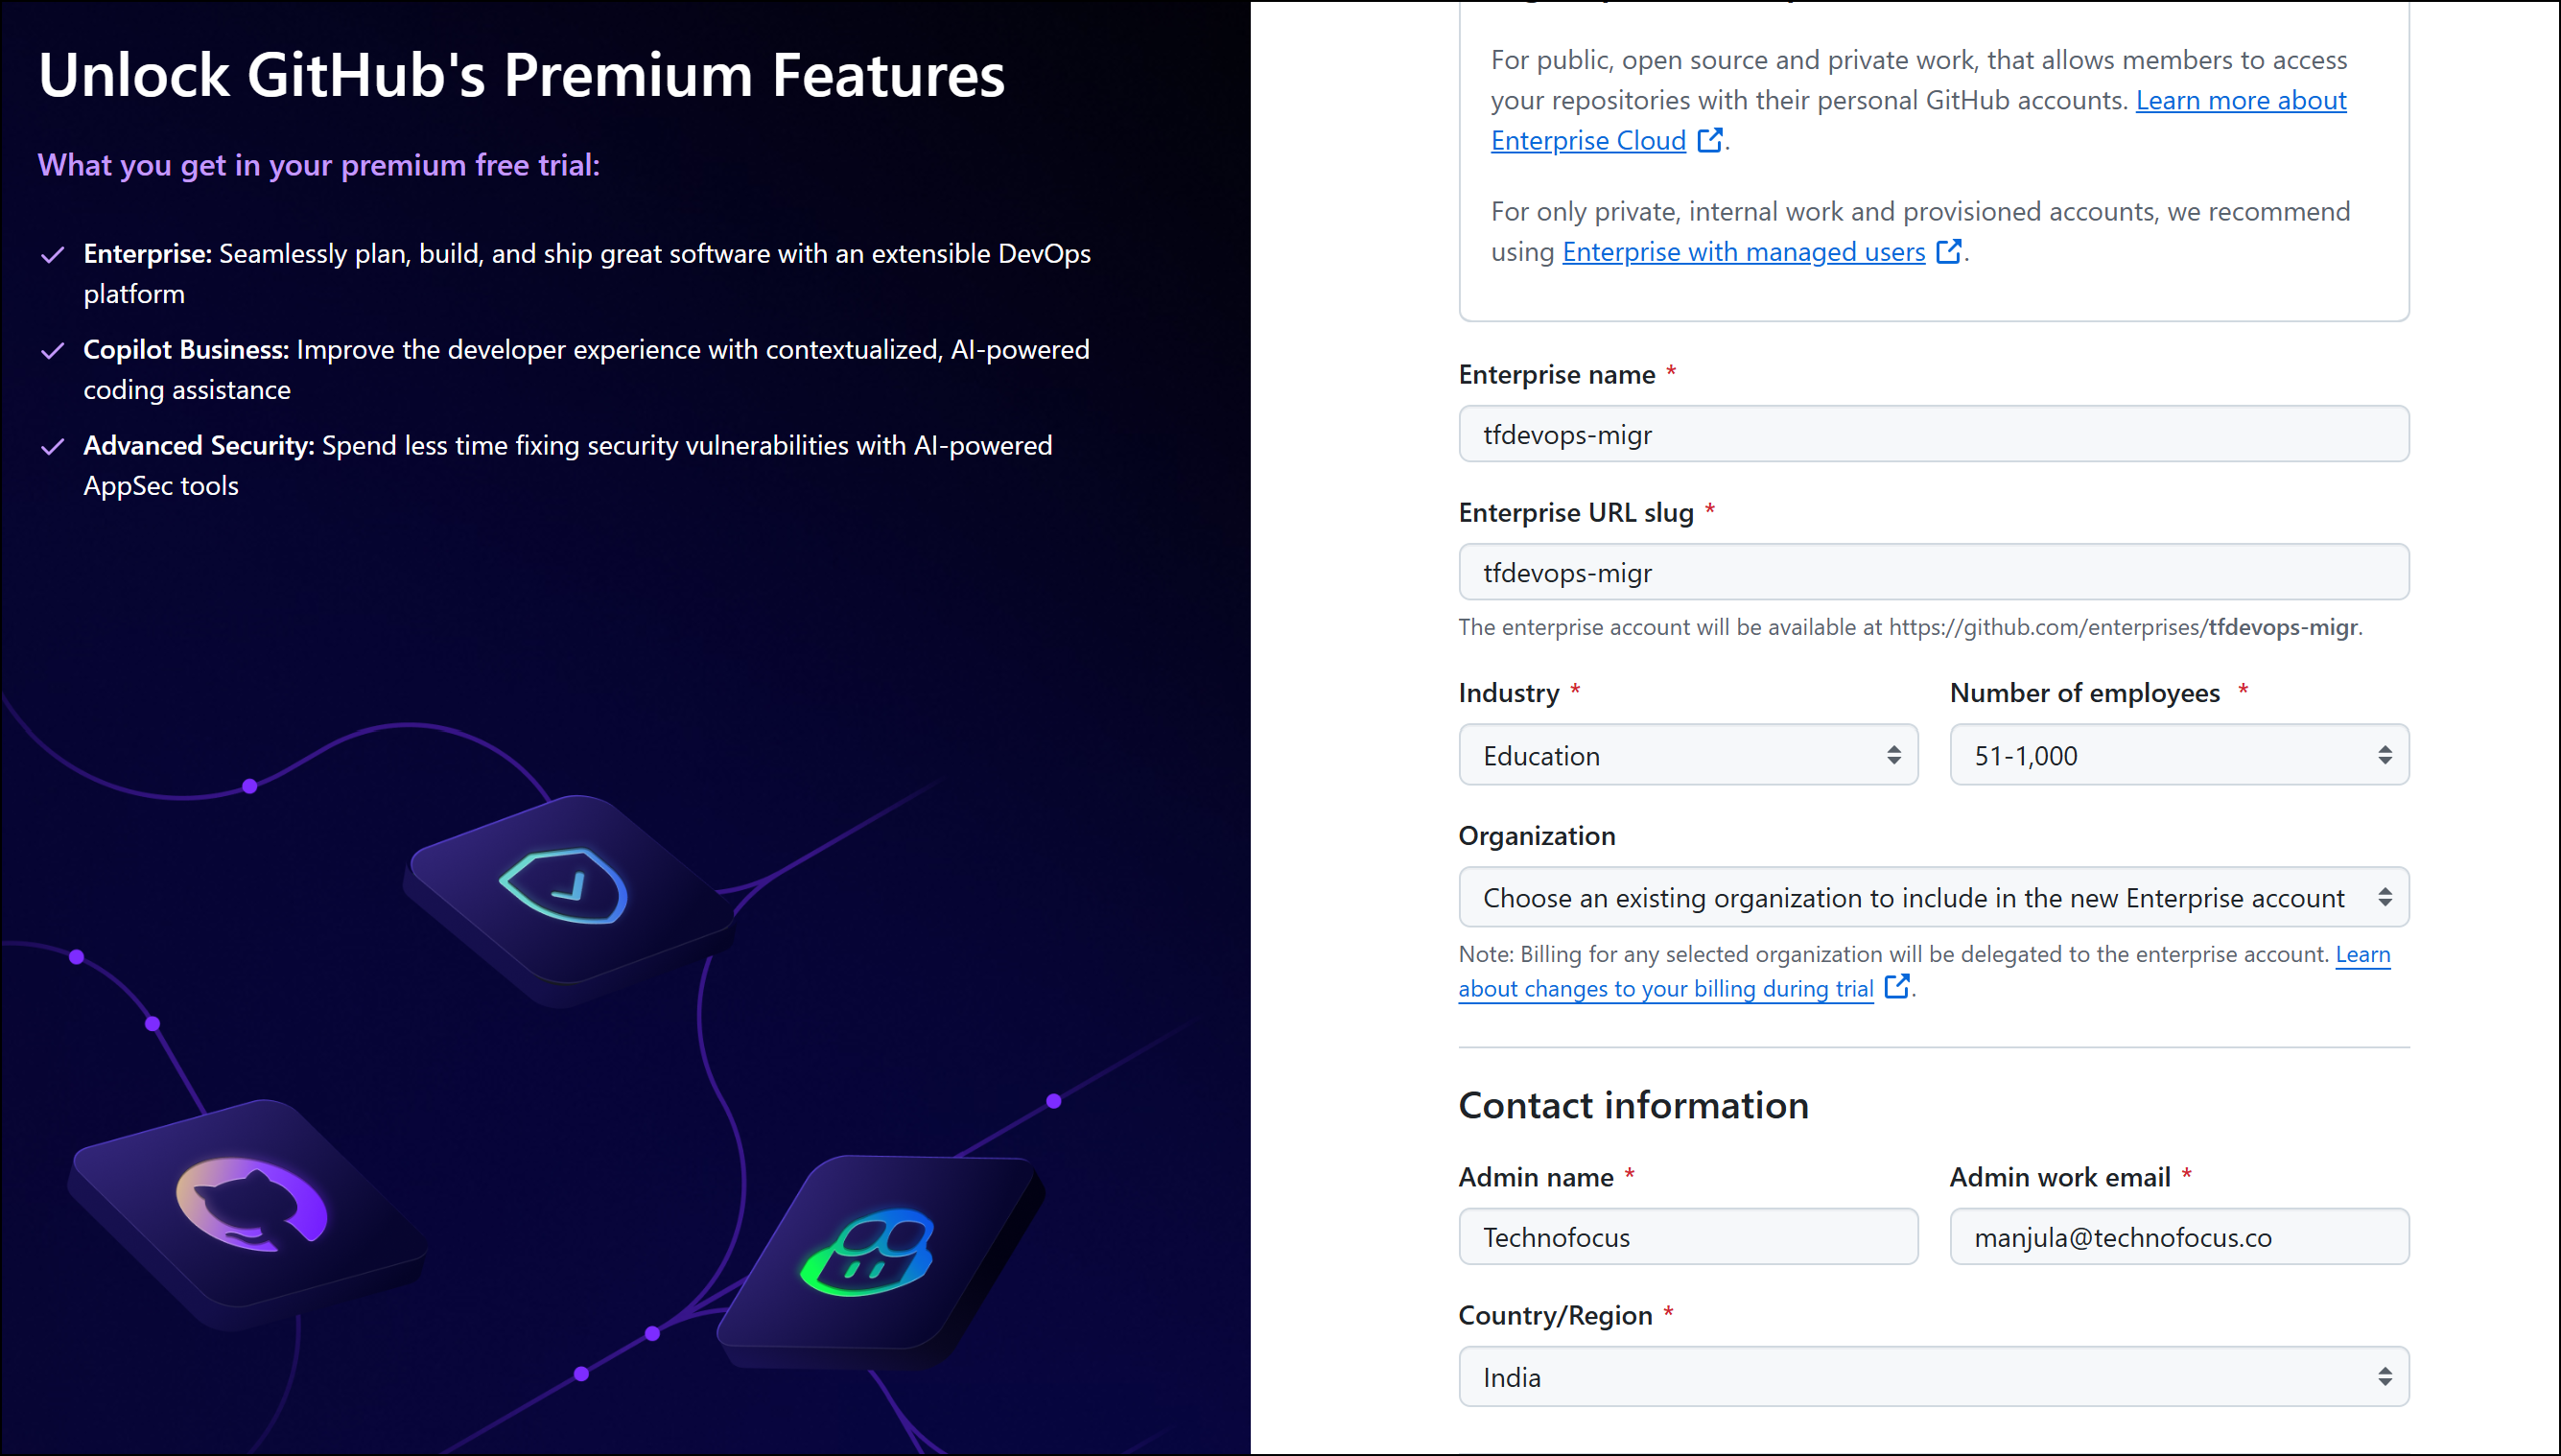 Unlock GitHub's Premium Features
What you get in your premium free trial:
Enterprise: Seamlessly plan, build, and ship great software with an extensible DevOps
platform
Copilot Business: Improve the developer experience with contextualized, AI-powered
coding assistance
Advanced Security: Spend less time fixing security vulnerabilities with AI-powered
AppSec tools
For public, open source and private work, that allows members to access
your repositories with their personal GitHub accounts. Learn more about
Enterprise Cloud.
For only private, internal work and provisioned accounts, we recommend
using Enterprise with managed users.
Enterprise name *
tfdevops-migr
Enterprise URL slug *
tfdevops-migr
The enterprise account will be available at https://github.com/enterprises/tfdevops-migr.
Industry * Number of employees *
Education 51-1,000
Organization
Choose an existing organization to include in the new Enterprise account
Note: Billing for any selected organization will be delegated to the enterprise account. Learn
about changes to your billing during trial.
Contact information
Admin name * Admin work email *
Technofocus manjula@technofocus.co
Country/Region *
India